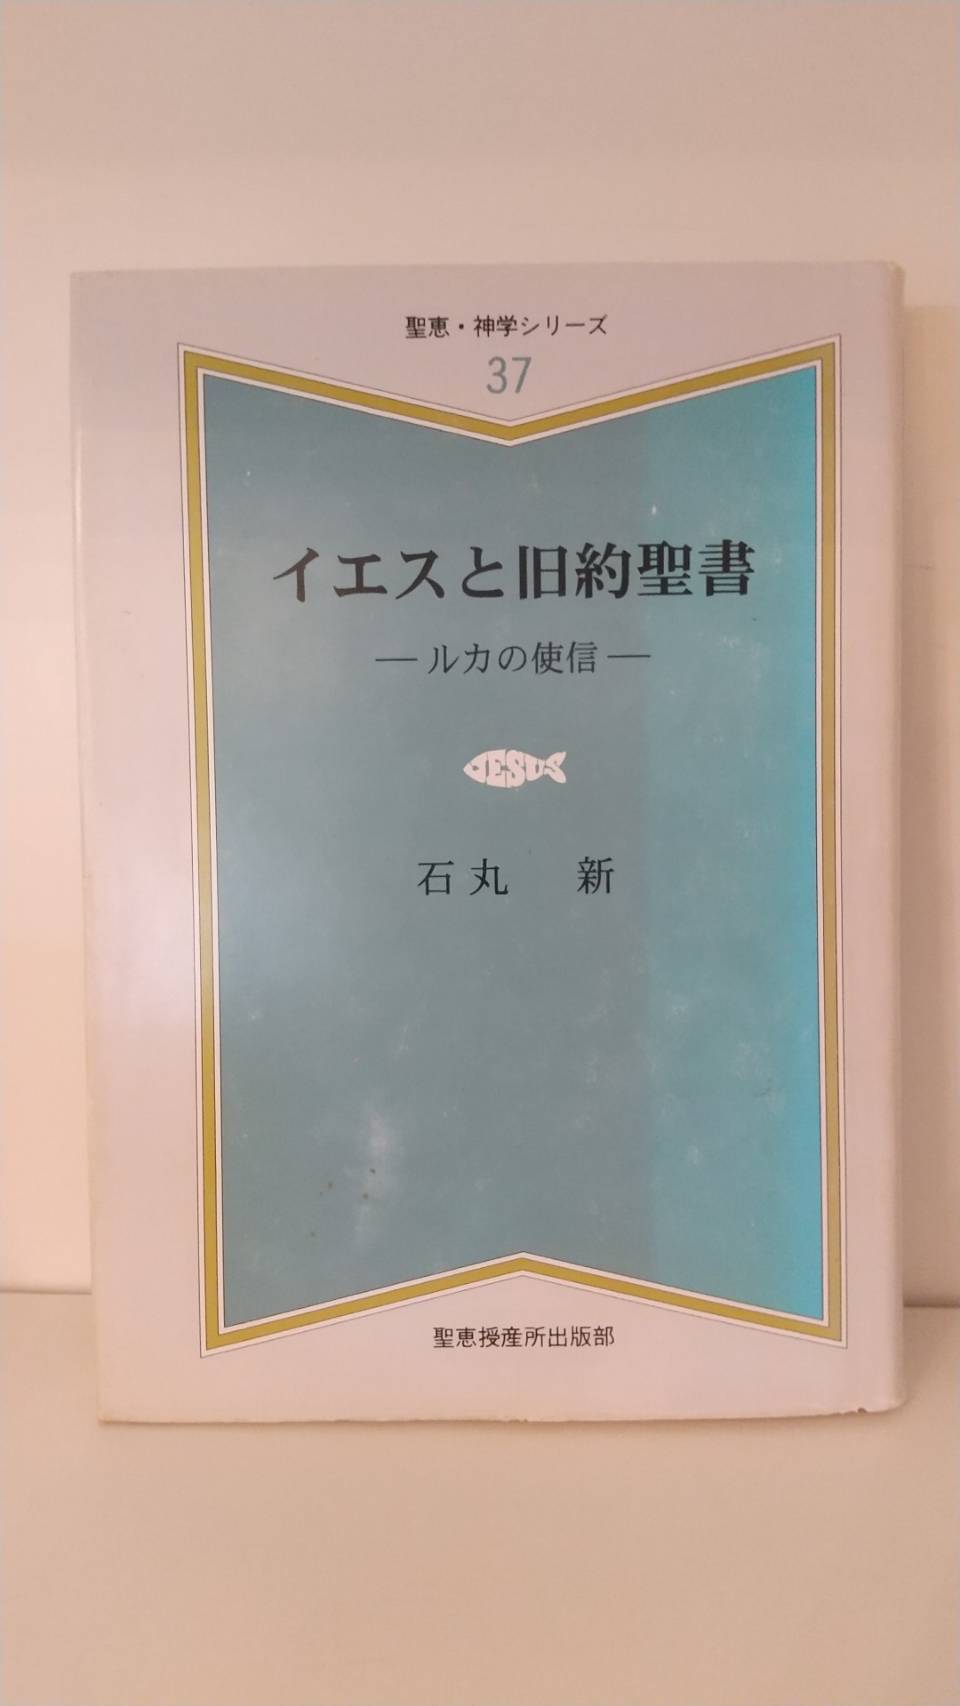 聖恵・神学シリーズ
37
イエスと旧約聖書
―ルカの使信―
JESUS
石丸 新
聖恵授産所出版部